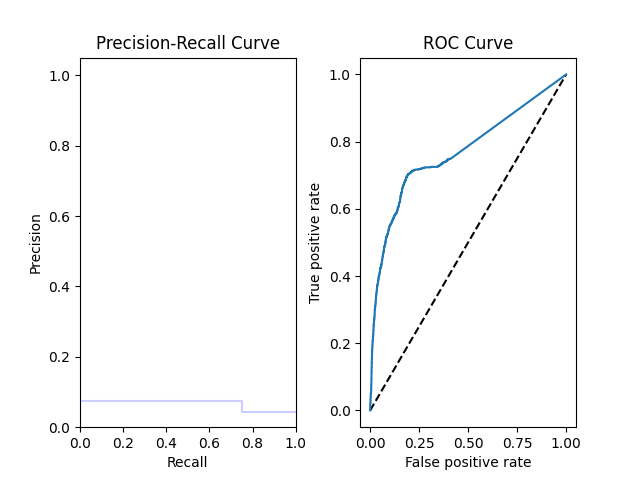 Precision-Recall Curve
1.0
0.8
0.6
0.4
0.2
0.0
Precision
0.0 0.2 0.4 0.6 0.8 1.0
Recall
ROC Curve
1.0
0.8
0.6
0.4
0.2
0.0
True positive rate
0.00 0.25 0.50 0.75 1.00
False positive rate